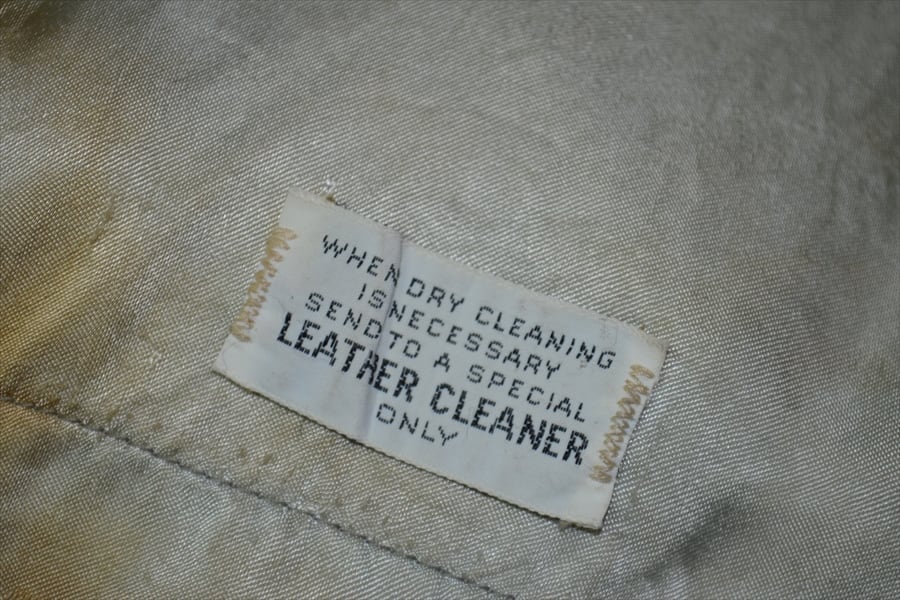 WHEN DRY CLEANING
IS NECESSARY
SEND TO A SPECIAL
LEATHER CLEANER
ONLY